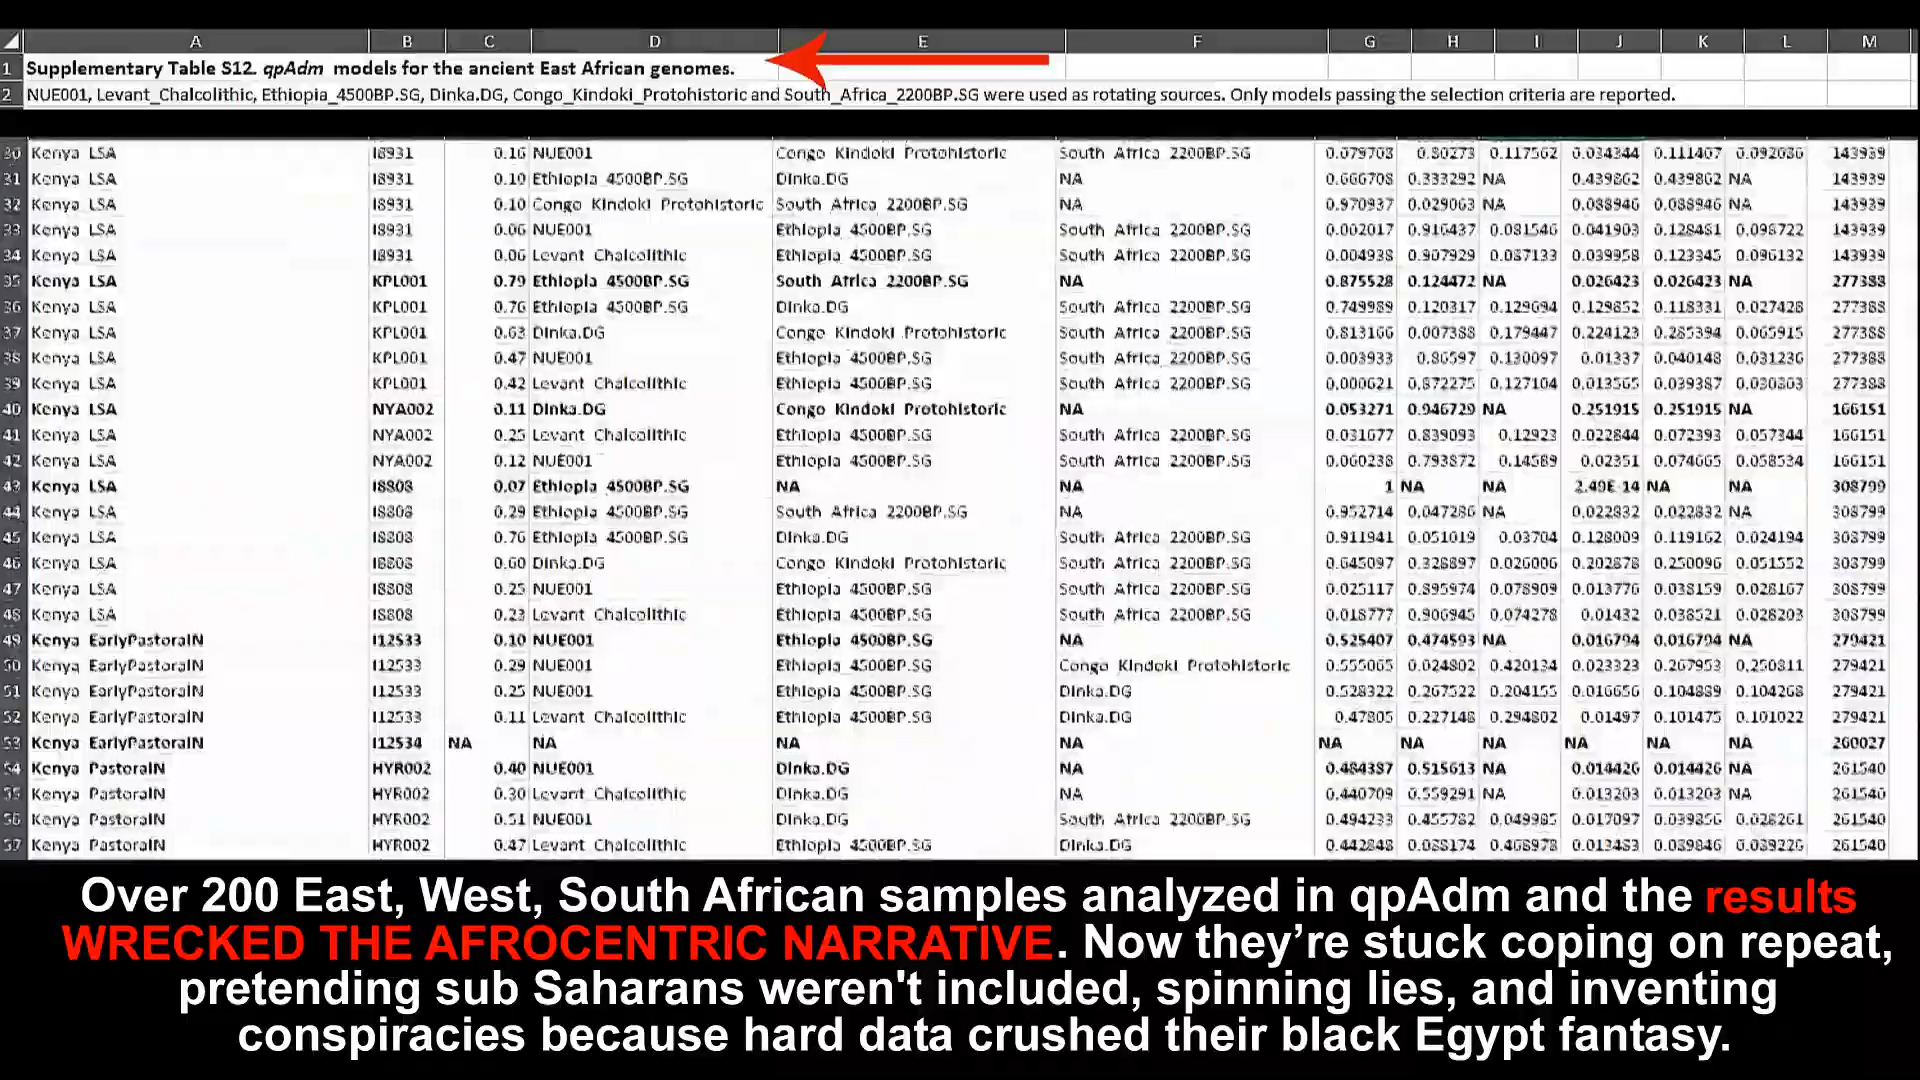 A B C D E F G H I J K L M
1 Supplementary Table S12. qpAdm models for the ancient East African genomes.
2 NUE001, Levant_Chalcolithic, Ethiopia_4500BP.SG, Dinka.DG, Congo_Kindoki_Protohistoric and South_Africa_2200BP.SG were used as rotating sources. Only models passing the selection criteria are reported.
30 Kenya LSA I8931 0.16 NUE001 Congo Kindoki Protohistoric South Africa 2200BP.SG 0.079708 0.80273 0.117562 0.034344 0.111407 0.092036 143939
31 Kenya LSA I8931 0.10 Ethiopia 4500BP.SG Dinka.DG NA 0.666708 0.333292 NA 0.439862 0.439862 NA 143939
32 Kenya LSA I8931 0.10 Congo Kindoki Protohistoric South Africa 2200BP.SG NA 0.970937 0.029063 NA 0.088946 0.088946 NA 143939
33 Kenya LSA I8931 0.06 NUE001 Ethiopia 4500BP.SG South Africa 2200BP.SG 0.002017 0.916437 0.081546 0.041903 0.128481 0.098722 143939
34 Kenya LSA I8931 0.06 Levant Chalcolithic Ethiopia 4500BP.SG South Africa 2200BP.SG 0.004938 0.907929 0.087133 0.039958 0.123345 0.096132 143939
35 Kenya LSA KPL001 0.79 Ethiopia 4500BP.SG South Africa 2200BP.SG NA 0.875528 0.124472 NA 0.026423 0.026423 NA 277388
36 Kenya LSA KPL001 0.76 Ethiopia 4500BP.SG Dinka.DG South Africa 2200BP.SG 0.749989 0.120317 0.129694 0.129852 0.118331 0.027428 277388
37 Kenya LSA KPL001 0.63 Dinka.DG Congo Kindoki Protohistoric South Africa 2200BP.SG 0.813166 0.007388 0.179447 0.224123 0.285394 0.065915 277388
38 Kenya LSA KPL001 0.47 NUE001 Ethiopia 4500BP.SG South Africa 2200BP.SG 0.003933 0.86597 0.130097 0.01337 0.040148 0.031236 277388
39 Kenya LSA KPL001 0.42 Levant Chalcolithic Ethiopia 4500BP.SG South Africa 2200BP.SG 0.000621 0.872275 0.127104 0.013565 0.039387 0.030303 277388
40 Kenya LSA NYA002 0.11 Dinka.DG Congo Kindoki Protohistoric NA 0.053271 0.946729 NA 0.251915 0.251915 NA 166151
41 Kenya LSA NYA002 0.25 Levant Chalcolithic Ethiopia 4500BP.SG South Africa 2200BP.SG 0.031677 0.839093 0.12923 0.022844 0.072393 0.057344 166151
42 Kenya LSA NYA002 0.12 NUE001 Ethiopia 4500BP.SG South Africa 2200BP.SG 0.060238 0.793872 0.14589 0.02351 0.074665 0.058534 166151
43 Kenya LSA I8808 0.07 Ethiopia 4500BP.SG NA NA 1 NA NA 2.49E-14 NA NA 308799
44 Kenya LSA I8808 0.29 Ethiopia 4500BP.SG South Africa 2200BP.SG NA 0.952714 0.047286 NA 0.022832 0.022832 NA 308799
45 Kenya LSA I8808 0.76 Ethiopia 4500BP.SG Dinka.DG South Africa 2200BP.SG 0.911941 0.051019 0.03704 0.128009 0.119162 0.024194 308799
46 Kenya LSA I8808 0.60 Dinka.DG Congo Kindoki Protohistoric South Africa 2200BP.SG 0.645097 0.328897 0.026006 0.202878 0.250096 0.051552 308799
47 Kenya LSA I8808 0.25 NUE001 Ethiopia 4500BP.SG South Africa 2200BP.SG 0.025117 0.895974 0.078909 0.013776 0.038159 0.028167 308799
48 Kenya LSA I8808 0.23 Levant Chalcolithic Ethiopia 4500BP.SG South Africa 2200BP.SG 0.018777 0.906945 0.074278 0.01432 0.038521 0.028203 308799
49 Kenya EarlyPastoralN I12533 0.10 NUE001 Ethiopia 4500BP.SG NA 0.525407 0.474593 NA 0.016794 0.016794 NA 279421
50 Kenya EarlyPastoralN I12533 0.29 NUE001 Ethiopia 4500BP.SG Congo Kindoki Protohistoric 0.555065 0.024802 0.420134 0.023323 0.267953 0.250811 279421
51 Kenya EarlyPastoralN I12533 0.25 NUE001 Ethiopia 4500BP.SG Dinka.DG 0.528322 0.267522 0.204155 0.016656 0.104889 0.104268 279421
52 Kenya EarlyPastoralN I12533 0.11 Levant Chalcolithic Ethiopia 4500BP.SG Dinka.DG 0.47805 0.227148 0.294802 0.01497 0.101475 0.101022 279421
53 Kenya EarlyPastoralN I12534 NA NA NA NA NA NA NA NA NA NA 260027
54 Kenya PastoralN HYR002 0.40 NUE001 Dinka.DG NA 0.484387 0.515613 NA 0.014426 0.014426 NA 261540
55 Kenya PastoralN HYR002 0.30 Levant Chalcolithic Dinka.DG NA 0.440709 0.559291 NA 0.013203 0.013203 NA 261540
56 Kenya PastoralN HYR002 0.51 NUE001 Dinka.DG South Africa 2200BP.SG 0.494233 0.455782 0.049985 0.017097 0.039856 0.028261 261540
57 Kenya PastoralN HYR002 0.47 Levant Chalcolithic Ethiopia 4500BP.SG Dinka.DG 0.442848 0.088174 0.468978 0.013483 0.089846 0.089226 261540
Over 200 East, West, South African samples analyzed in qpAdm and the results
WRECKED THE AFROCENTRIC NARRATIVE. Now they’re stuck coping on repeat,
pretending sub Saharans weren't included, spinning lies, and inventing
conspiracies because hard data crushed their black Egypt fantasy.